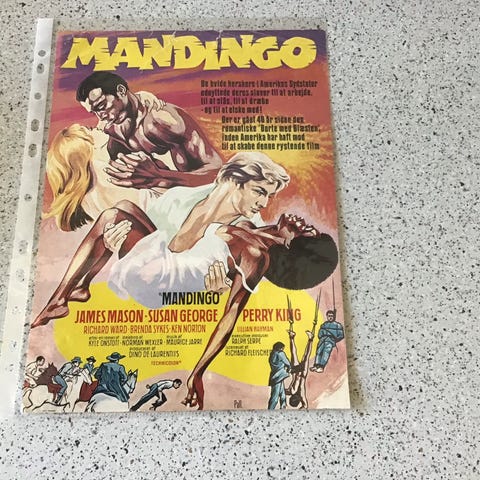 MANDINGO
De hvide herskere i Amerikas Sydstater
udnyttede deres slaver til at arbejde,
til at slås, til at dræbe
-og til at elske med!
Der er gået 40 år siden den
romantiske "Borte med Blæsten",
inden Amerika har haft mod
til at skabe denne rystende film
"MANDINGO
JAMES MASON-SUSAN GEORGE PERRY KING
RICHARD WARD-BRENDA SYKES-KEN NORTON LILLIAN HAYMAN
KYLE ONSTOTT NORMAN WEXLER MAURICE JARRE RALPH SERPE
produceret af
DINO DE LAURENTIIS RICHARD FLEISCHER
TECHNICOLOR